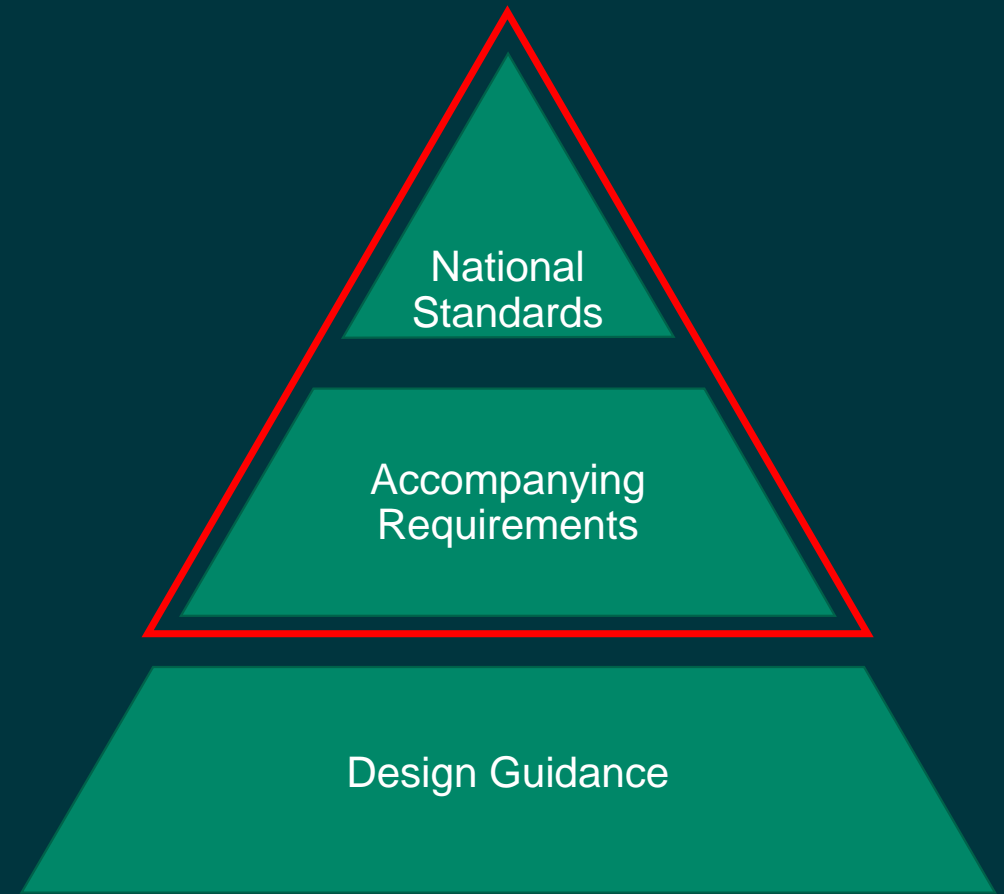 National
Standards
Accompanying
Requirements
Design Guidance